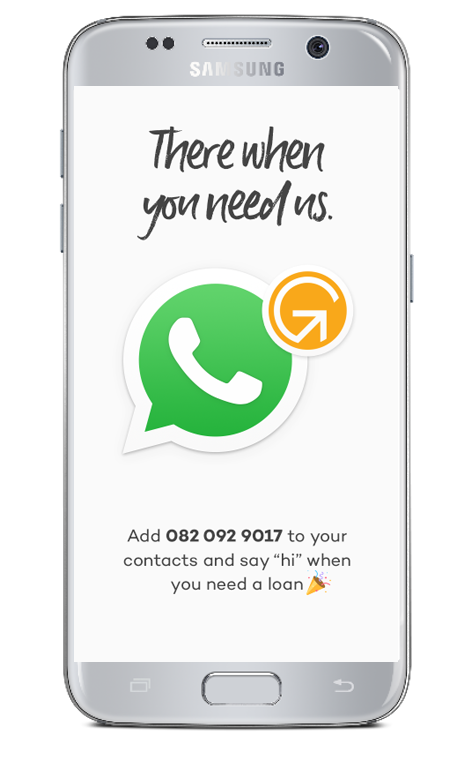 SAMSUNG
There when
you need us.
Add 082 092 9017 to your
contacts and say “hi” when
you need a loan 🎉